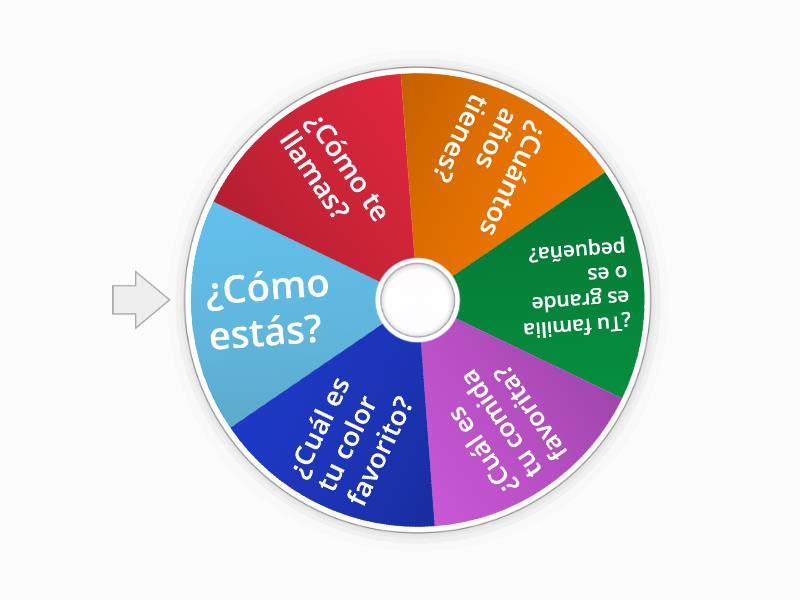 ¿Cómo
estás?
¿Cómo te
llamas?
¿Cuántos
años
tienes?
¿Tu familia
es grande
o es
pequeña?
¿Cuál es
tu comida
favorita?
¿Cuál es
tu color
favorito?